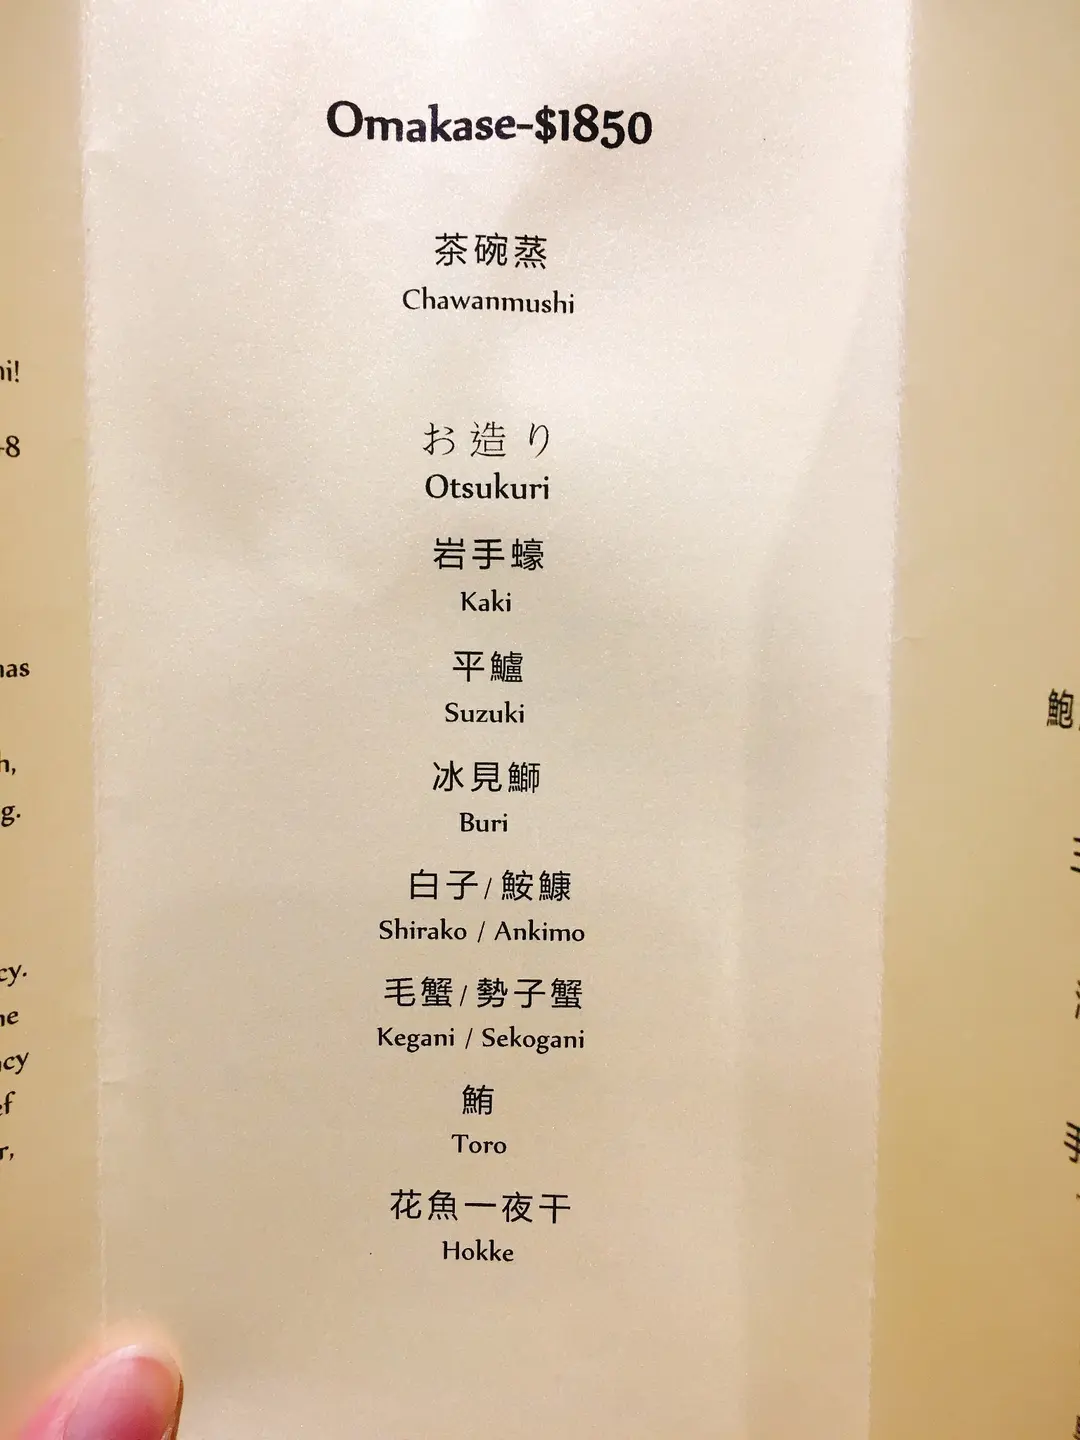 Omakase-$1850
茶碗蒸
Chawanmushi
お造り
Otsukuri
岩手蠔
Kaki
平鱸
Suzuki
冰見鰤
Buri
白子/鮟鱇
Shirako / Ankimo
毛蟹/勢子蟹
Kegani / Sekogani
鮪
Toro
花魚一夜干
Hokke